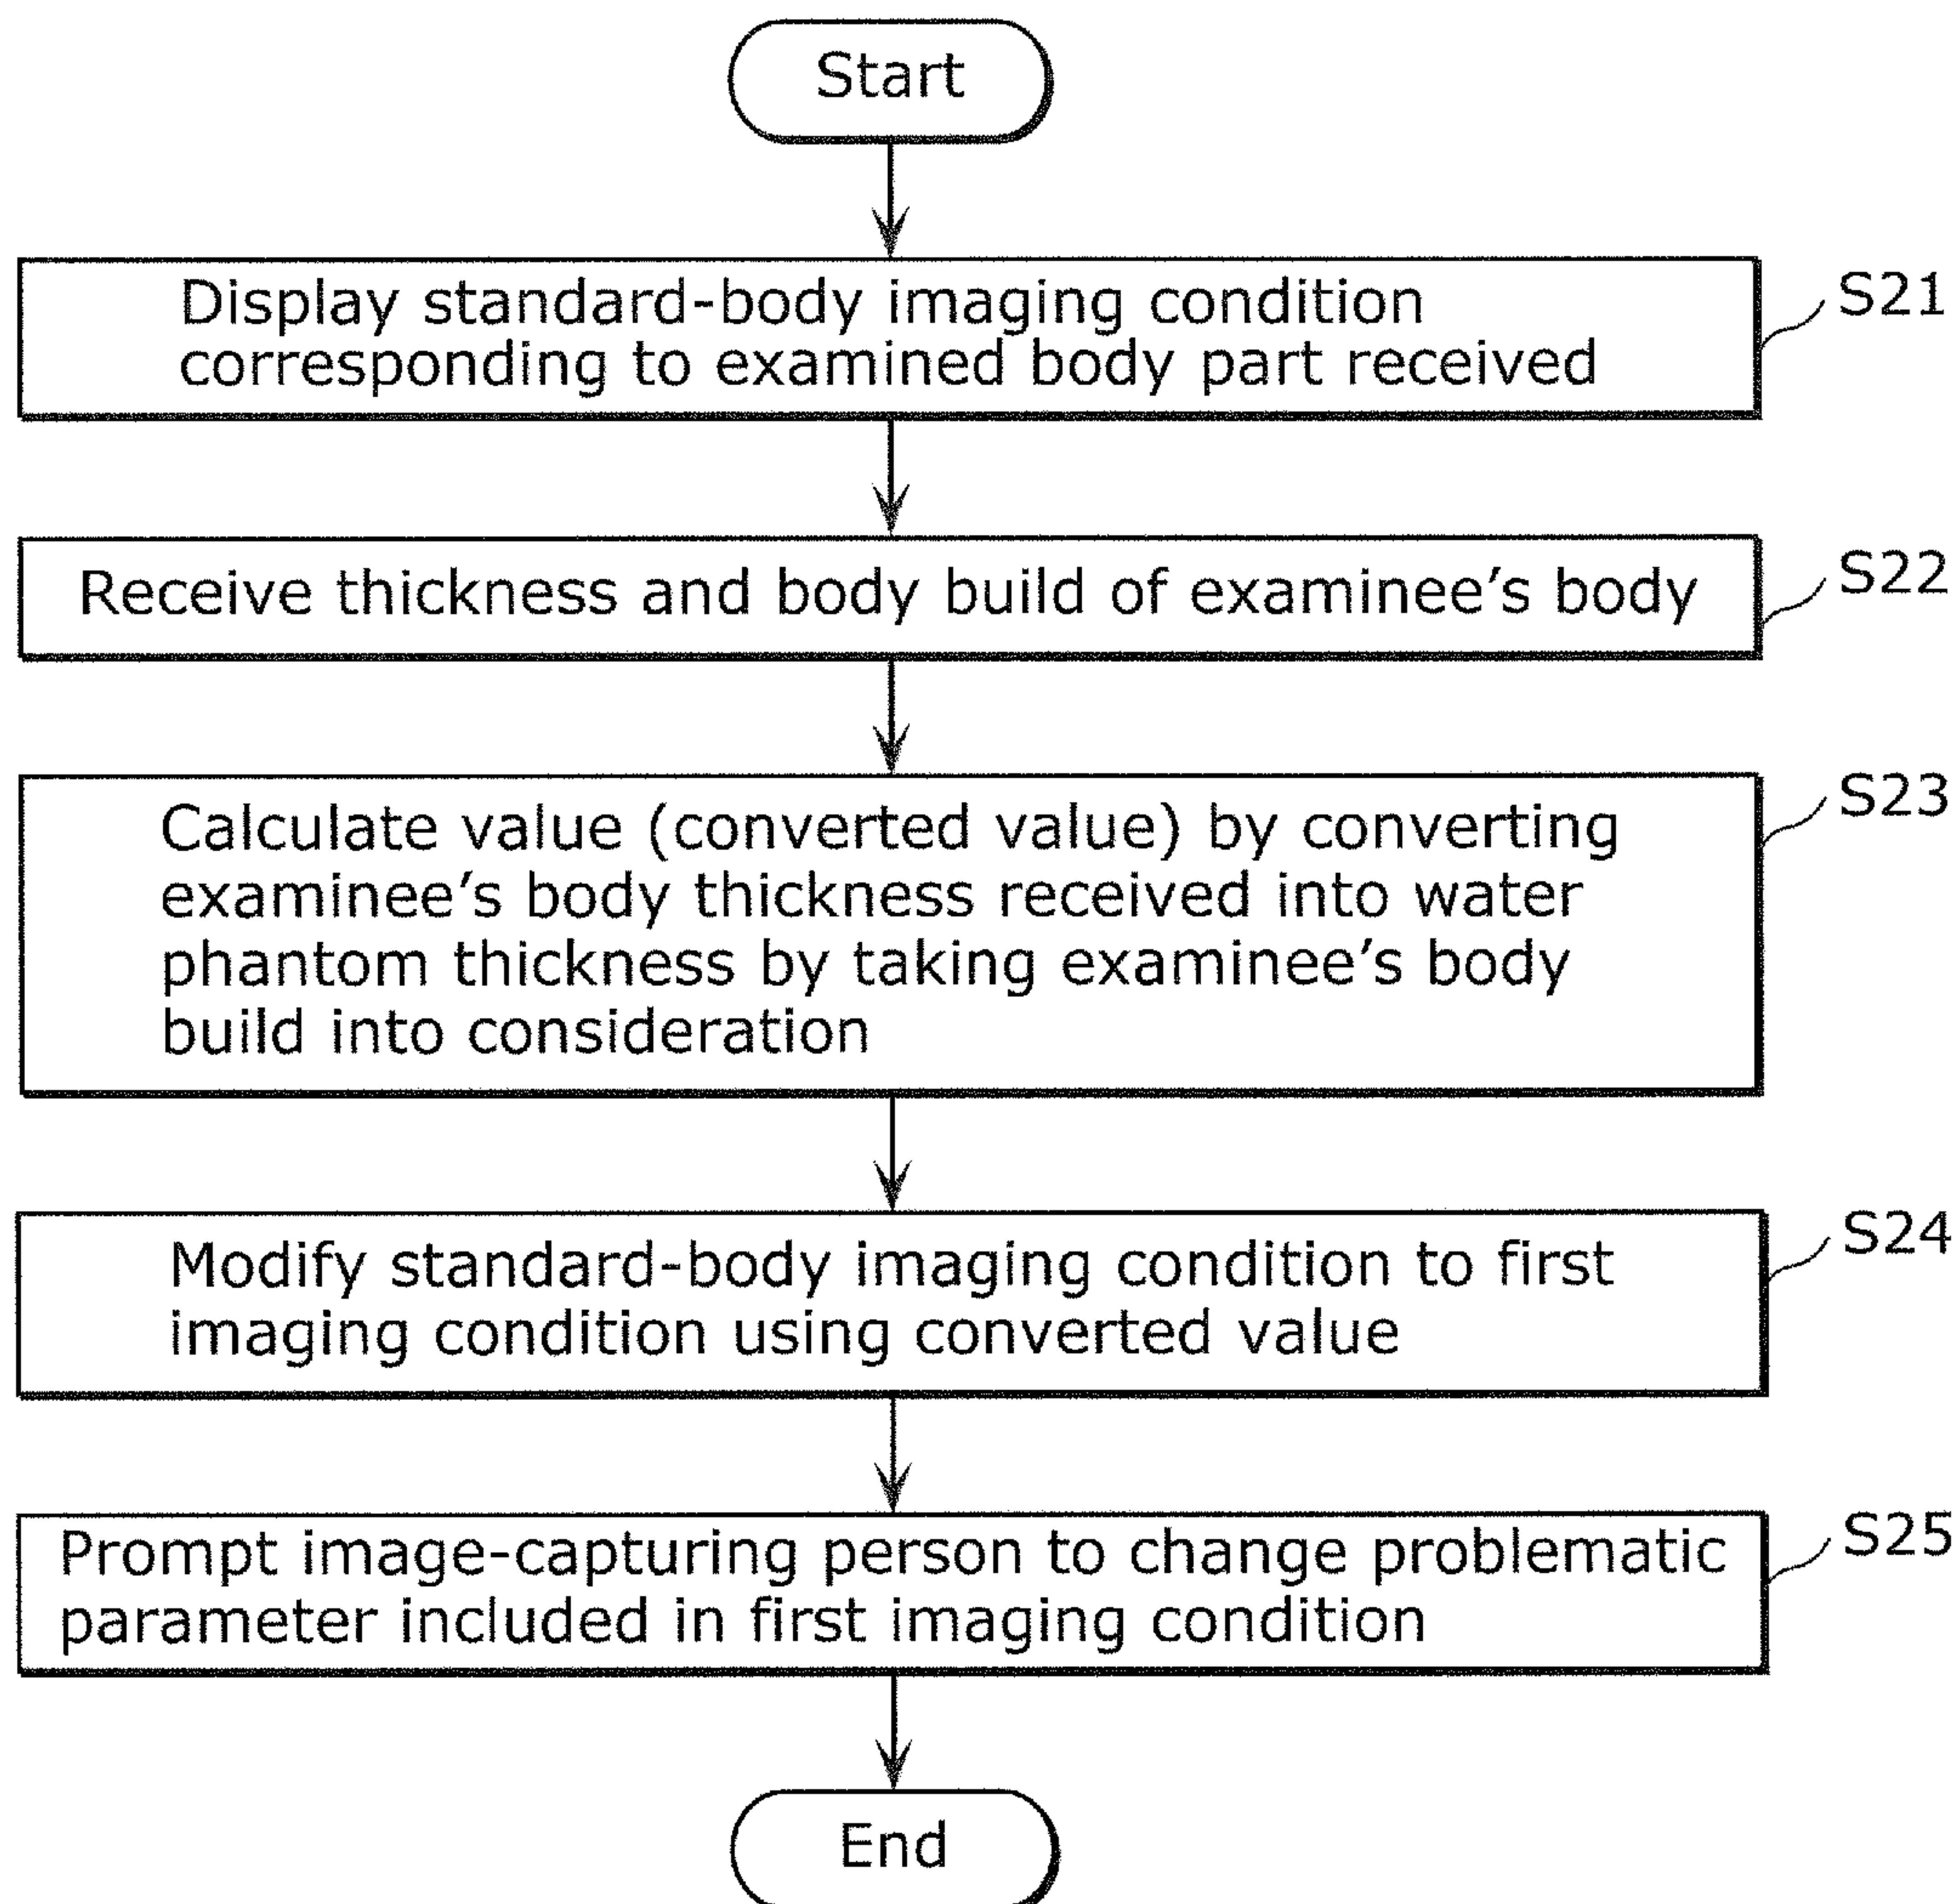 Start
Display standard-body imaging condition
corresponding to examined body part received
S21
Receive thickness and body build of examinee’s body
S22
Calculate value (converted value) by converting
examinee’s body thickness received into water
phantom thickness by taking examinee’s body
build into consideration
S23
Modify standard-body imaging condition to first
imaging condition using converted value
S24
Prompt image-capturing person to change problematic
parameter included in first imaging condition
S25
End